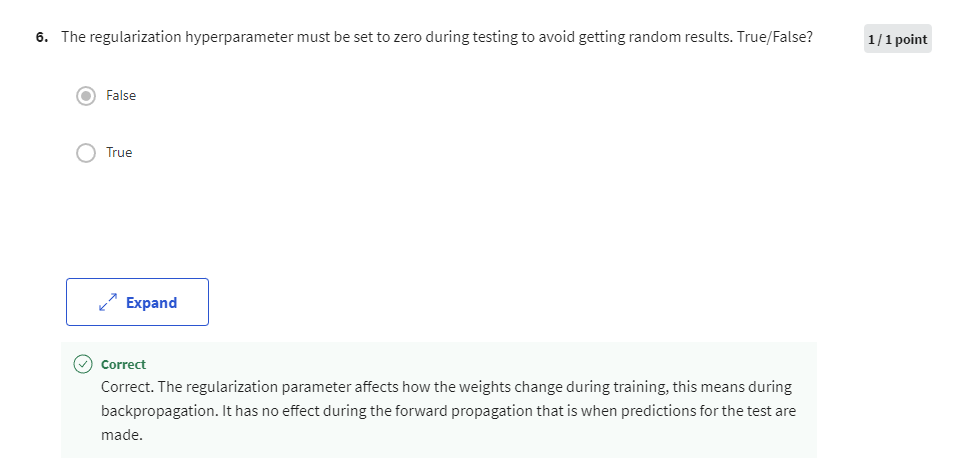 6. The regularization hyperparameter must be set to zero during testing to avoid getting random results. True/False?
1 / 1 point
False
True
Expand
Correct
Correct. The regularization parameter affects how the weights change during training, this means during
backpropagation. It has no effect during the forward propagation that is when predictions for the test are
made.